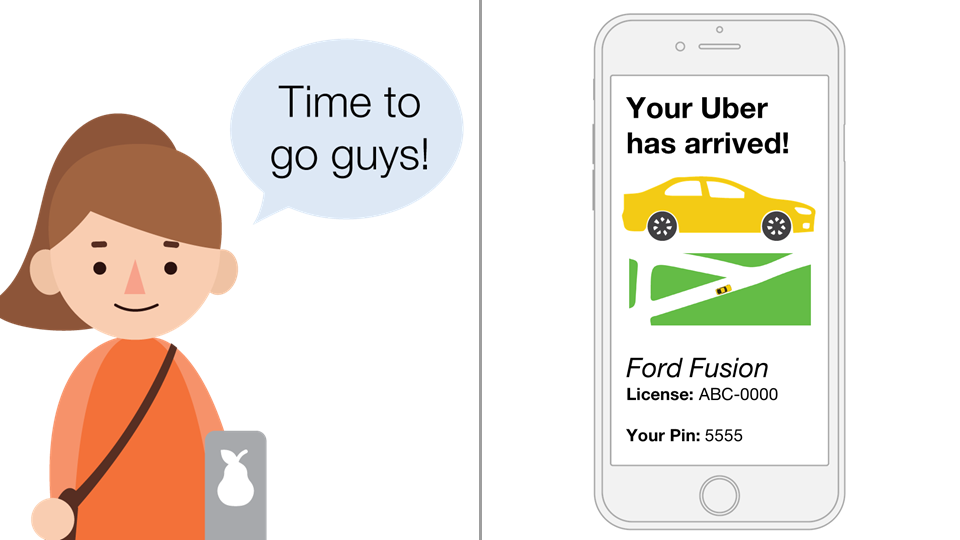 Time to
go guys!
Your Uber
has arrived!
Ford Fusion
License: ABC-0000
Your Pin: 5555